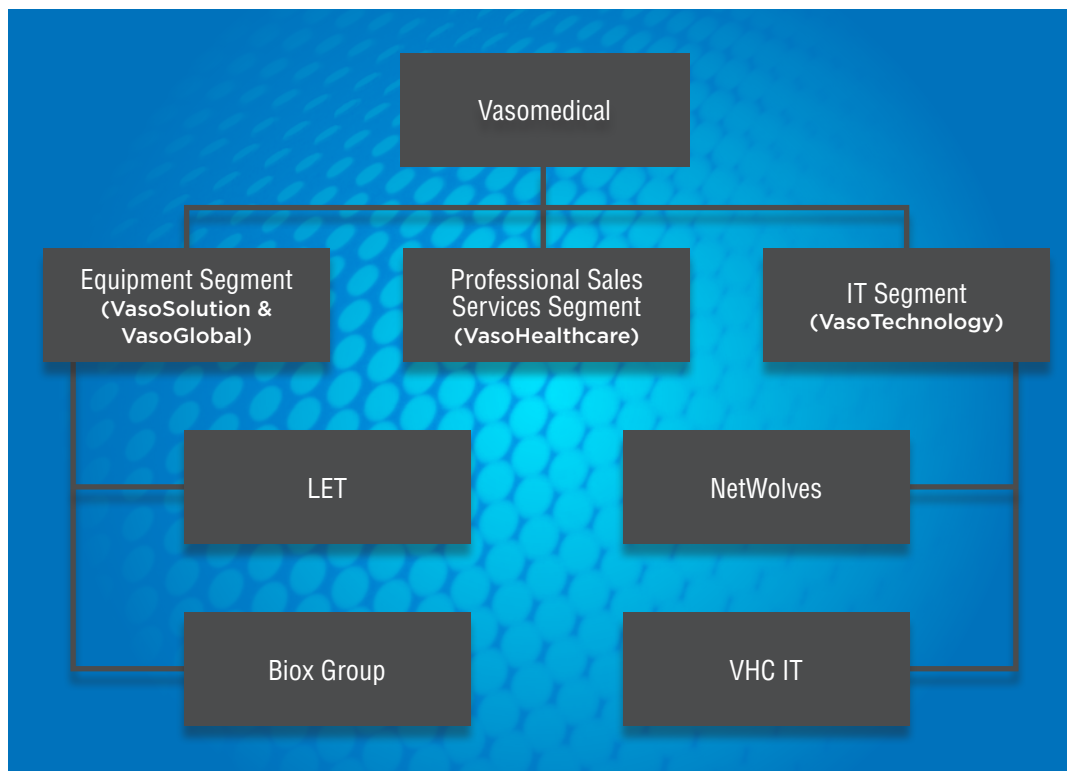 Vasomedical
Equipment Segment
(VasoSolution &
VasoGlobal)
Professional Sales
Services Segment
(VasoHealthcare)
IT Segment
(VasoTechnology)
LET
NetWolves
Biox Group
VHC IT